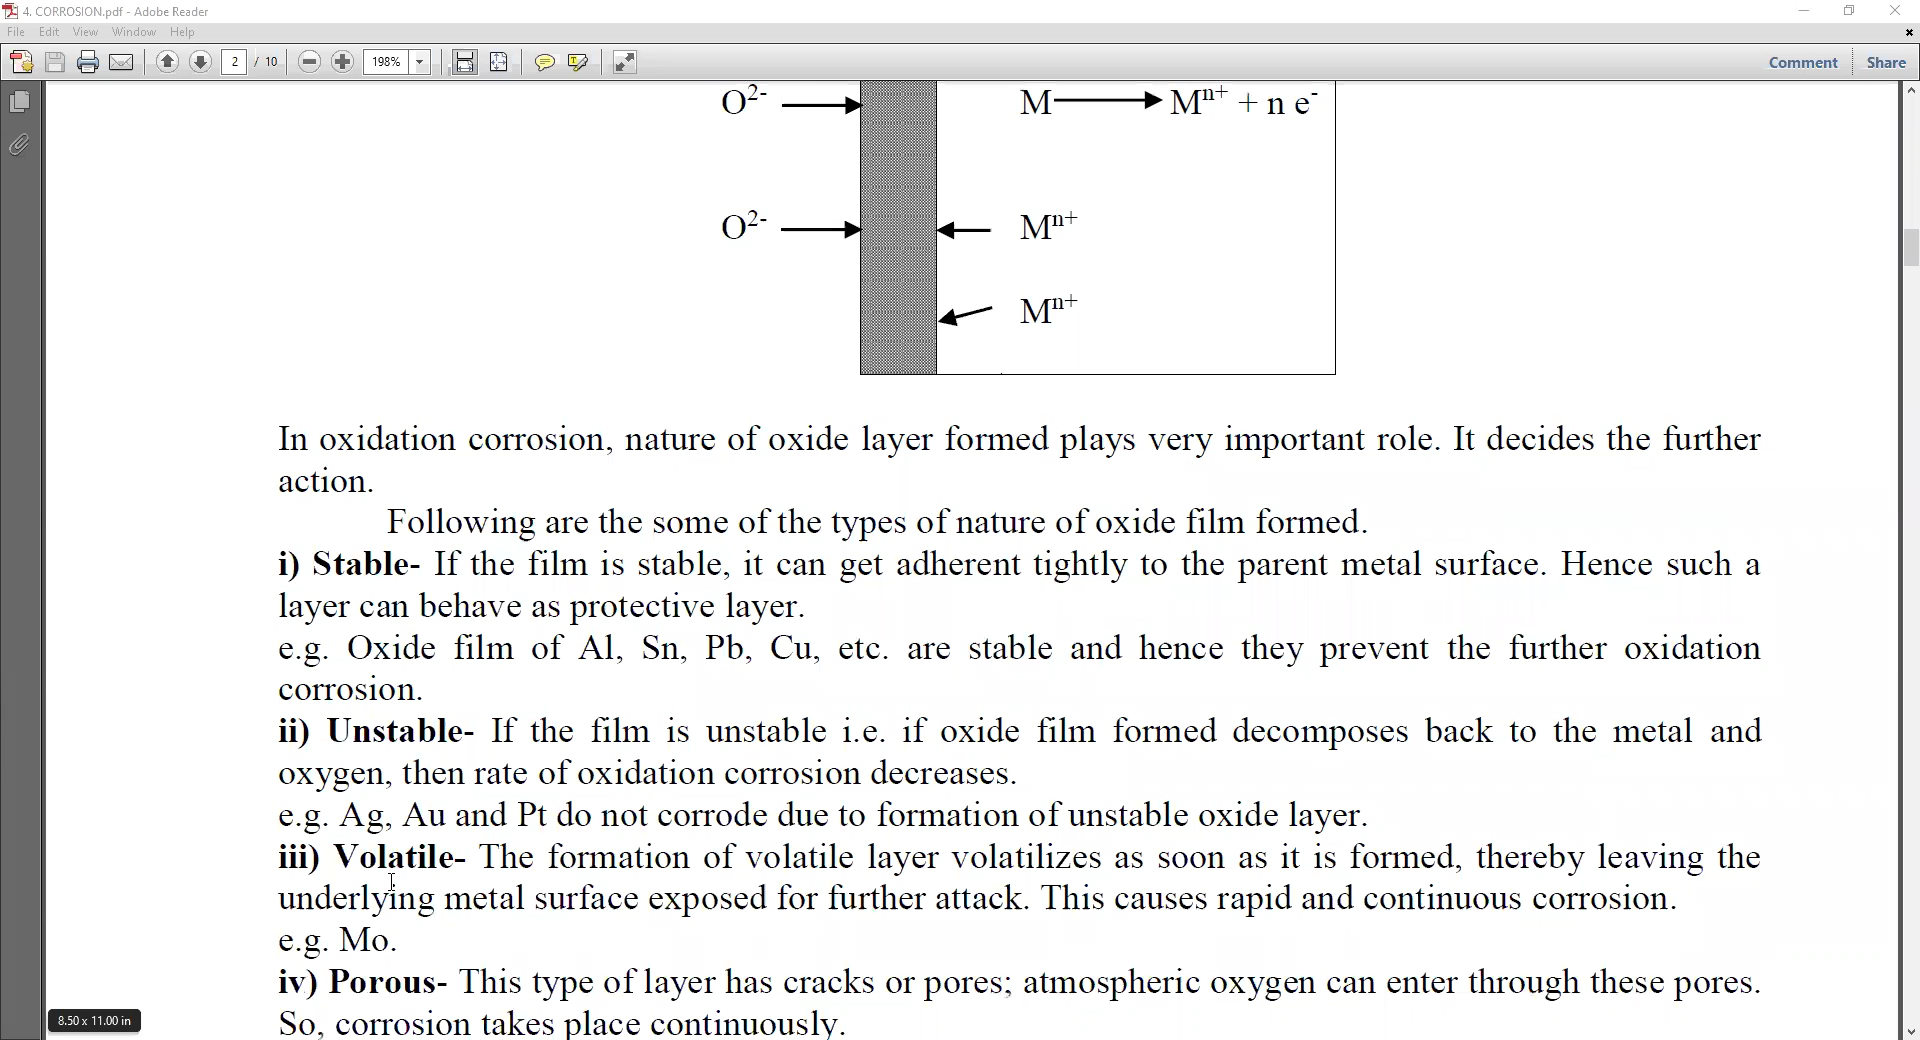 4. CORROSION.pdf - Adobe Reader
File Edit View Window Help
2 / 10 198% Comment Share
O²⁻ M Mⁿ⁺ + n e⁻
O²⁻ Mⁿ⁺
Mⁿ⁺
In oxidation corrosion, nature of oxide layer formed plays very important role. It decides the further
action.
Following are the some of the types of nature of oxide film formed.
i) Stable- If the film is stable, it can get adherent tightly to the parent metal surface. Hence such a
layer can behave as protective layer.
e.g. Oxide film of Al, Sn, Pb, Cu, etc. are stable and hence they prevent the further oxidation
corrosion.
ii) Unstable- If the film is unstable i.e. if oxide film formed decomposes back to the metal and
oxygen, then rate of oxidation corrosion decreases.
e.g. Ag, Au and Pt do not corrode due to formation of unstable oxide layer.
iii) Volatile- The formation of volatile layer volatilizes as soon as it is formed, thereby leaving the
underlying metal surface exposed for further attack. This causes rapid and continuous corrosion.
e.g. Mo.
iv) Porous- This type of layer has cracks or pores; atmospheric oxygen can enter through these pores.
So, corrosion takes place continuously.
8.50 x 11.00 in